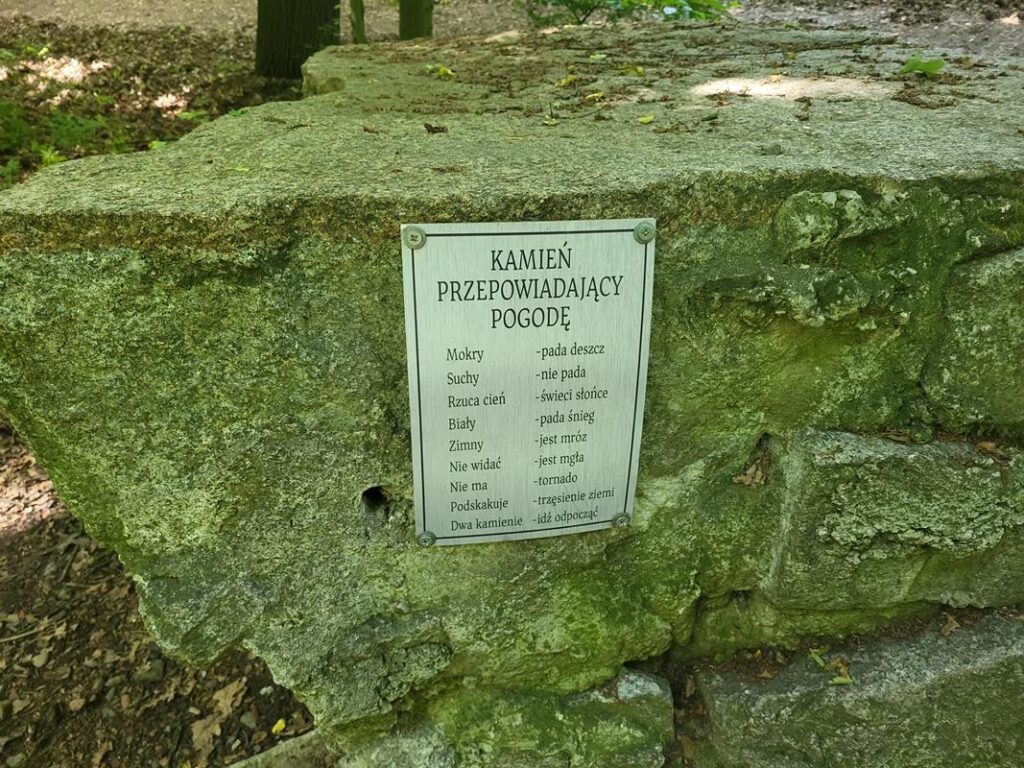 KAMIEŃ
PRZEPOWIADAJĄCY
POGODĘ
Mokry -pada deszcz
Suchy -nie pada
Rzuca cień -świeci słońce
Biały -pada śnieg
Zimny -jest mróz
Nie widać -jest mgła
Nie ma -tornado
Podskakuje -trzęsienie ziemi
Dwa kamienie -idź odpocząć